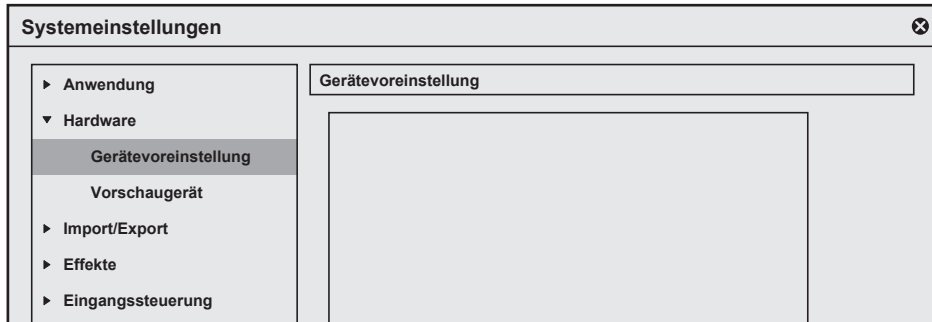 Systemeinstellungen
Anwendung
Hardware
Gerätevoreinstellung
Vorschaugerät
Import/Export
Effekte
Eingangssteuerung
Gerätevoreinstellung